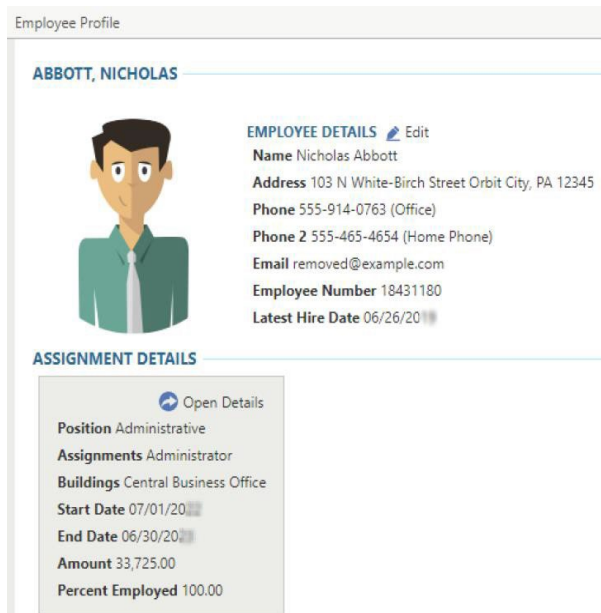 Employee Profile
ABBOTT, NICHOLAS
EMPLOYEE DETAILS Edit
Name Nicholas Abbott
Address 103 N White-Birch Street Orbit City, PA 12345
Phone 555-914-0763 (Office)
Phone 2 555-465-4654 (Home Phone)
Email removed@example.com
Employee Number 18431180
Latest Hire Date 06/26/20
ASSIGNMENT DETAILS
Open Details
Position Administrative
Assignments Administrator
Buildings Central Business Office
Start Date 07/01/20
End Date 06/30/20
Amount 33,725.00
Percent Employed 100.00